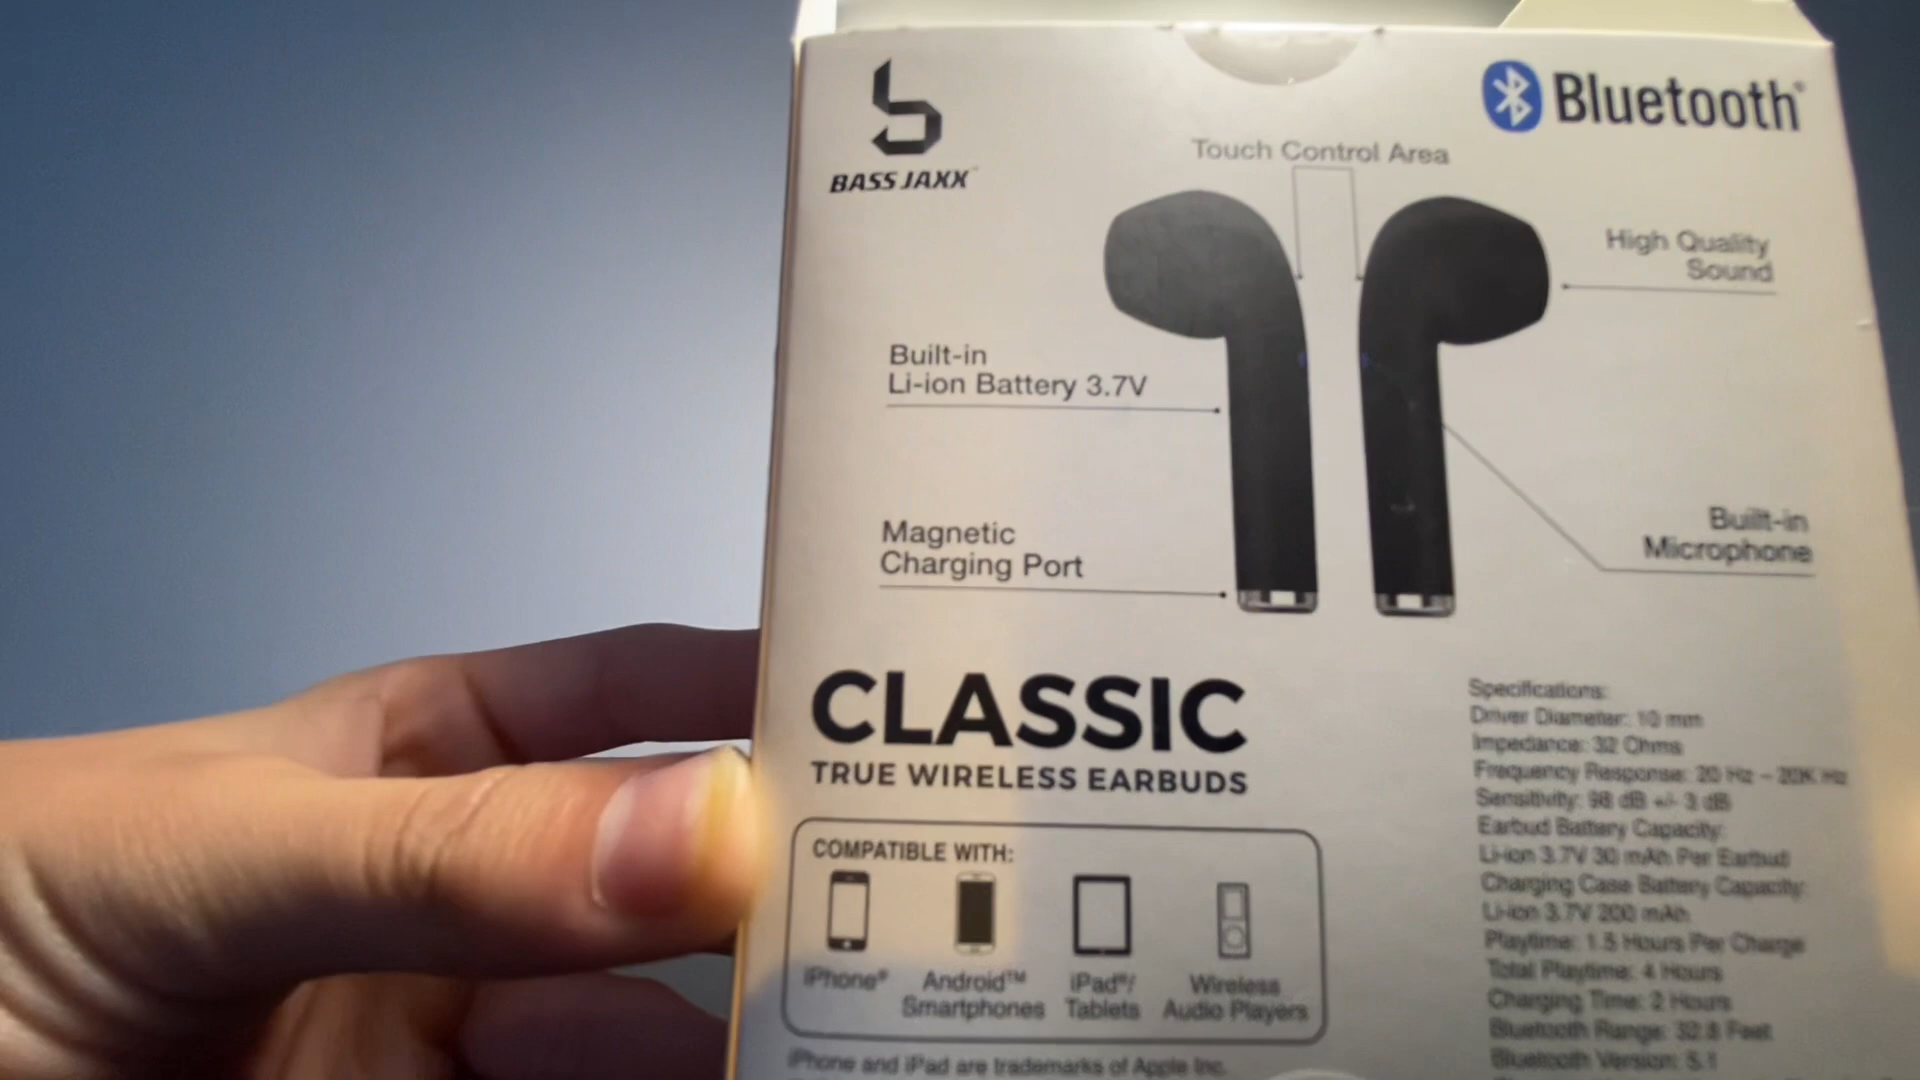 BASS JAXX™
Bluetooth®
Touch Control Area
High Quality
Sound
Built-in
Li-ion Battery 3.7V
Magnetic
Charging Port
Built-in
Microphone
CLASSIC
TRUE WIRELESS EARBUDS
COMPATIBLE WITH:
iPhone®
Android™
Smartphones
iPad®/
Tablets
Wireless
Audio Players
iPhone and iPad are trademarks of Apple Inc.
Specifications:
Driver Diameter: 10 mm
Impedance: 32 Ohms
Frequency Response: 20 Hz – 20K Hz
Sensitivity: 98 dB +/- 3 dB
Earbud Battery Capacity:
Li-ion 3.7V 30 mAh Per Earbud
Charging Case Battery Capacity:
Li-ion 3.7V 200 mAh
Playtime: 1.5 Hours Per Charge
Total Playtime: 4 Hours
Charging Time: 2 Hours
Bluetooth Range: 32.8 Feet
Bluetooth Version: 5.1